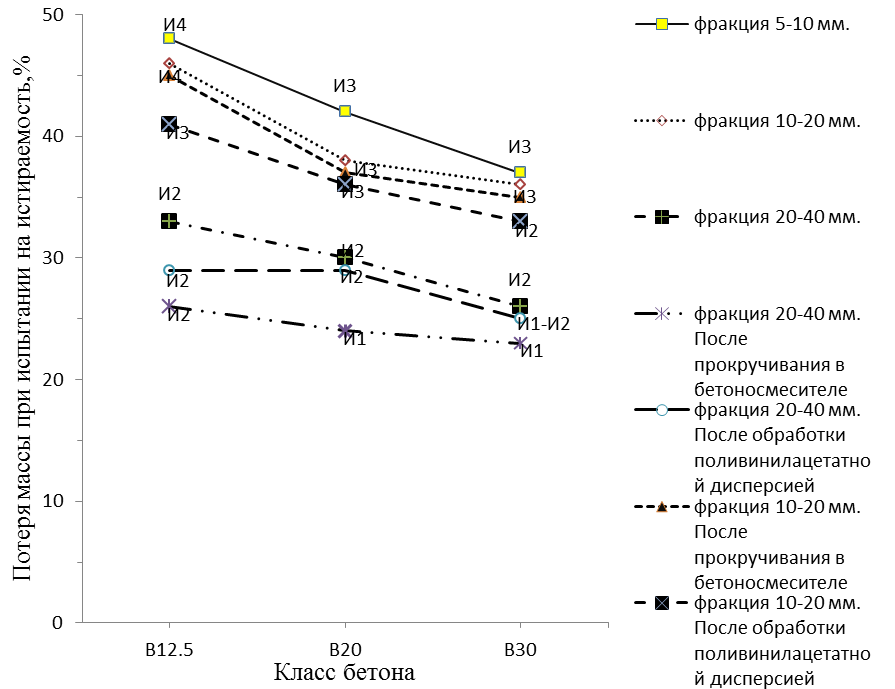 Потеря массы при испытании на истираемость,%
50
40
30
20
10
0
И4
И4
И3
И2
И2
И2
И3
И3
И3
И2
И2
И1
И3
И3
И2
И2
И1-И2
И1
В12.5
В20
В30
Класс бетона
фракция 5-10 мм.
фракция 10-20 мм.
фракция 20-40 мм.
фракция 20-40 мм.
После
прокручивания в
бетоносмесителе
фракция 20-40 мм.
После обработки
поливинилацетатно
й дисперсией
фракция 10-20 мм.
После
прокручивания в
бетоносмесителе
фракция 10-20 мм.
После обработки
поливинилацетатно
й дисперсией